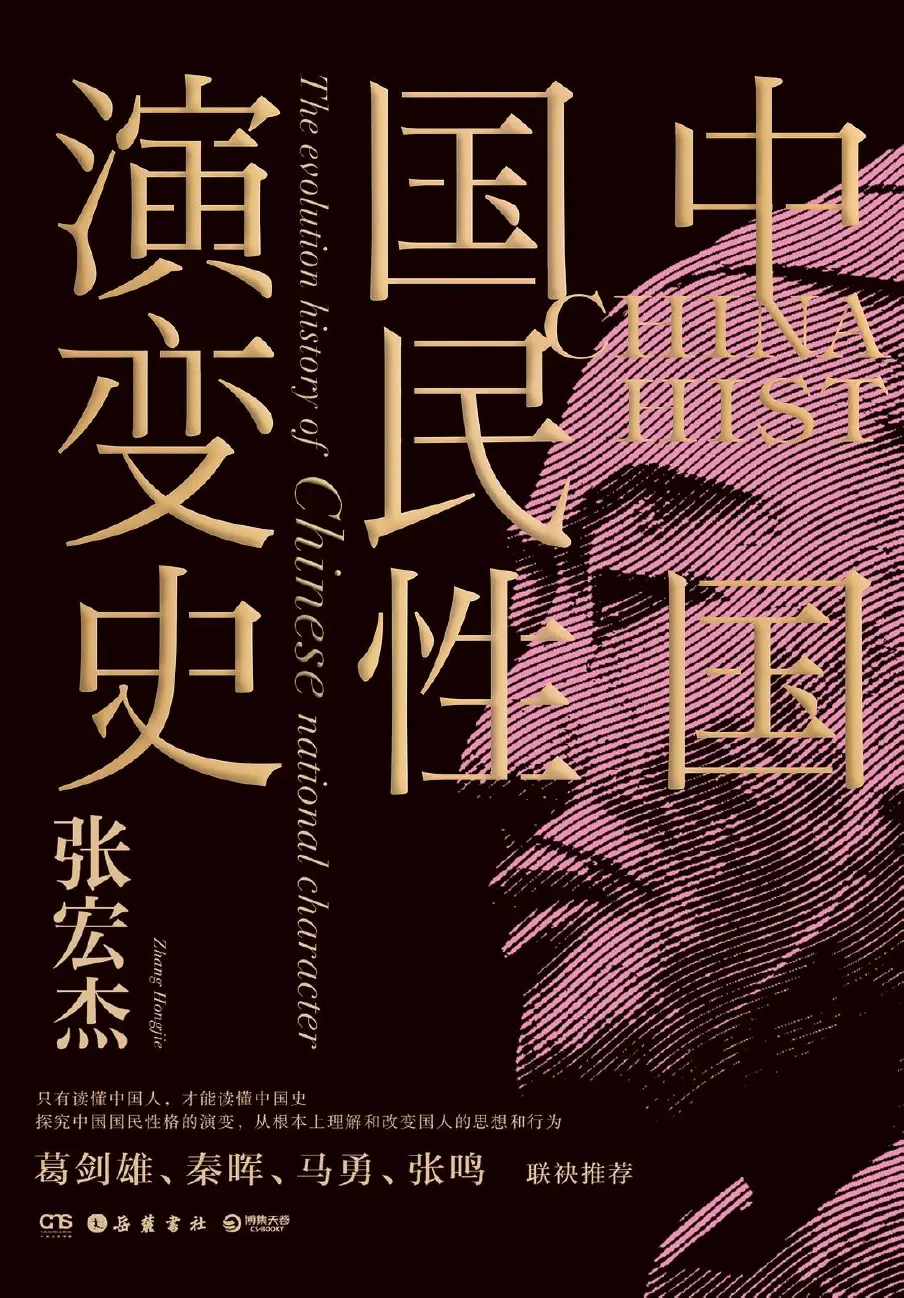 中国
国民性
演变史
The evolution history of Chinese national character
CHINA
HIST
张宏杰
Zhang Hongjie
只有读懂中国人，才能读懂中国史
探究中国国民性格的演变，从根本上理解和改变国人的思想和行为
葛剑雄、秦晖、马勇、张鸣 联袂推荐
岳麓书社
博集天卷
CS-BOOKY